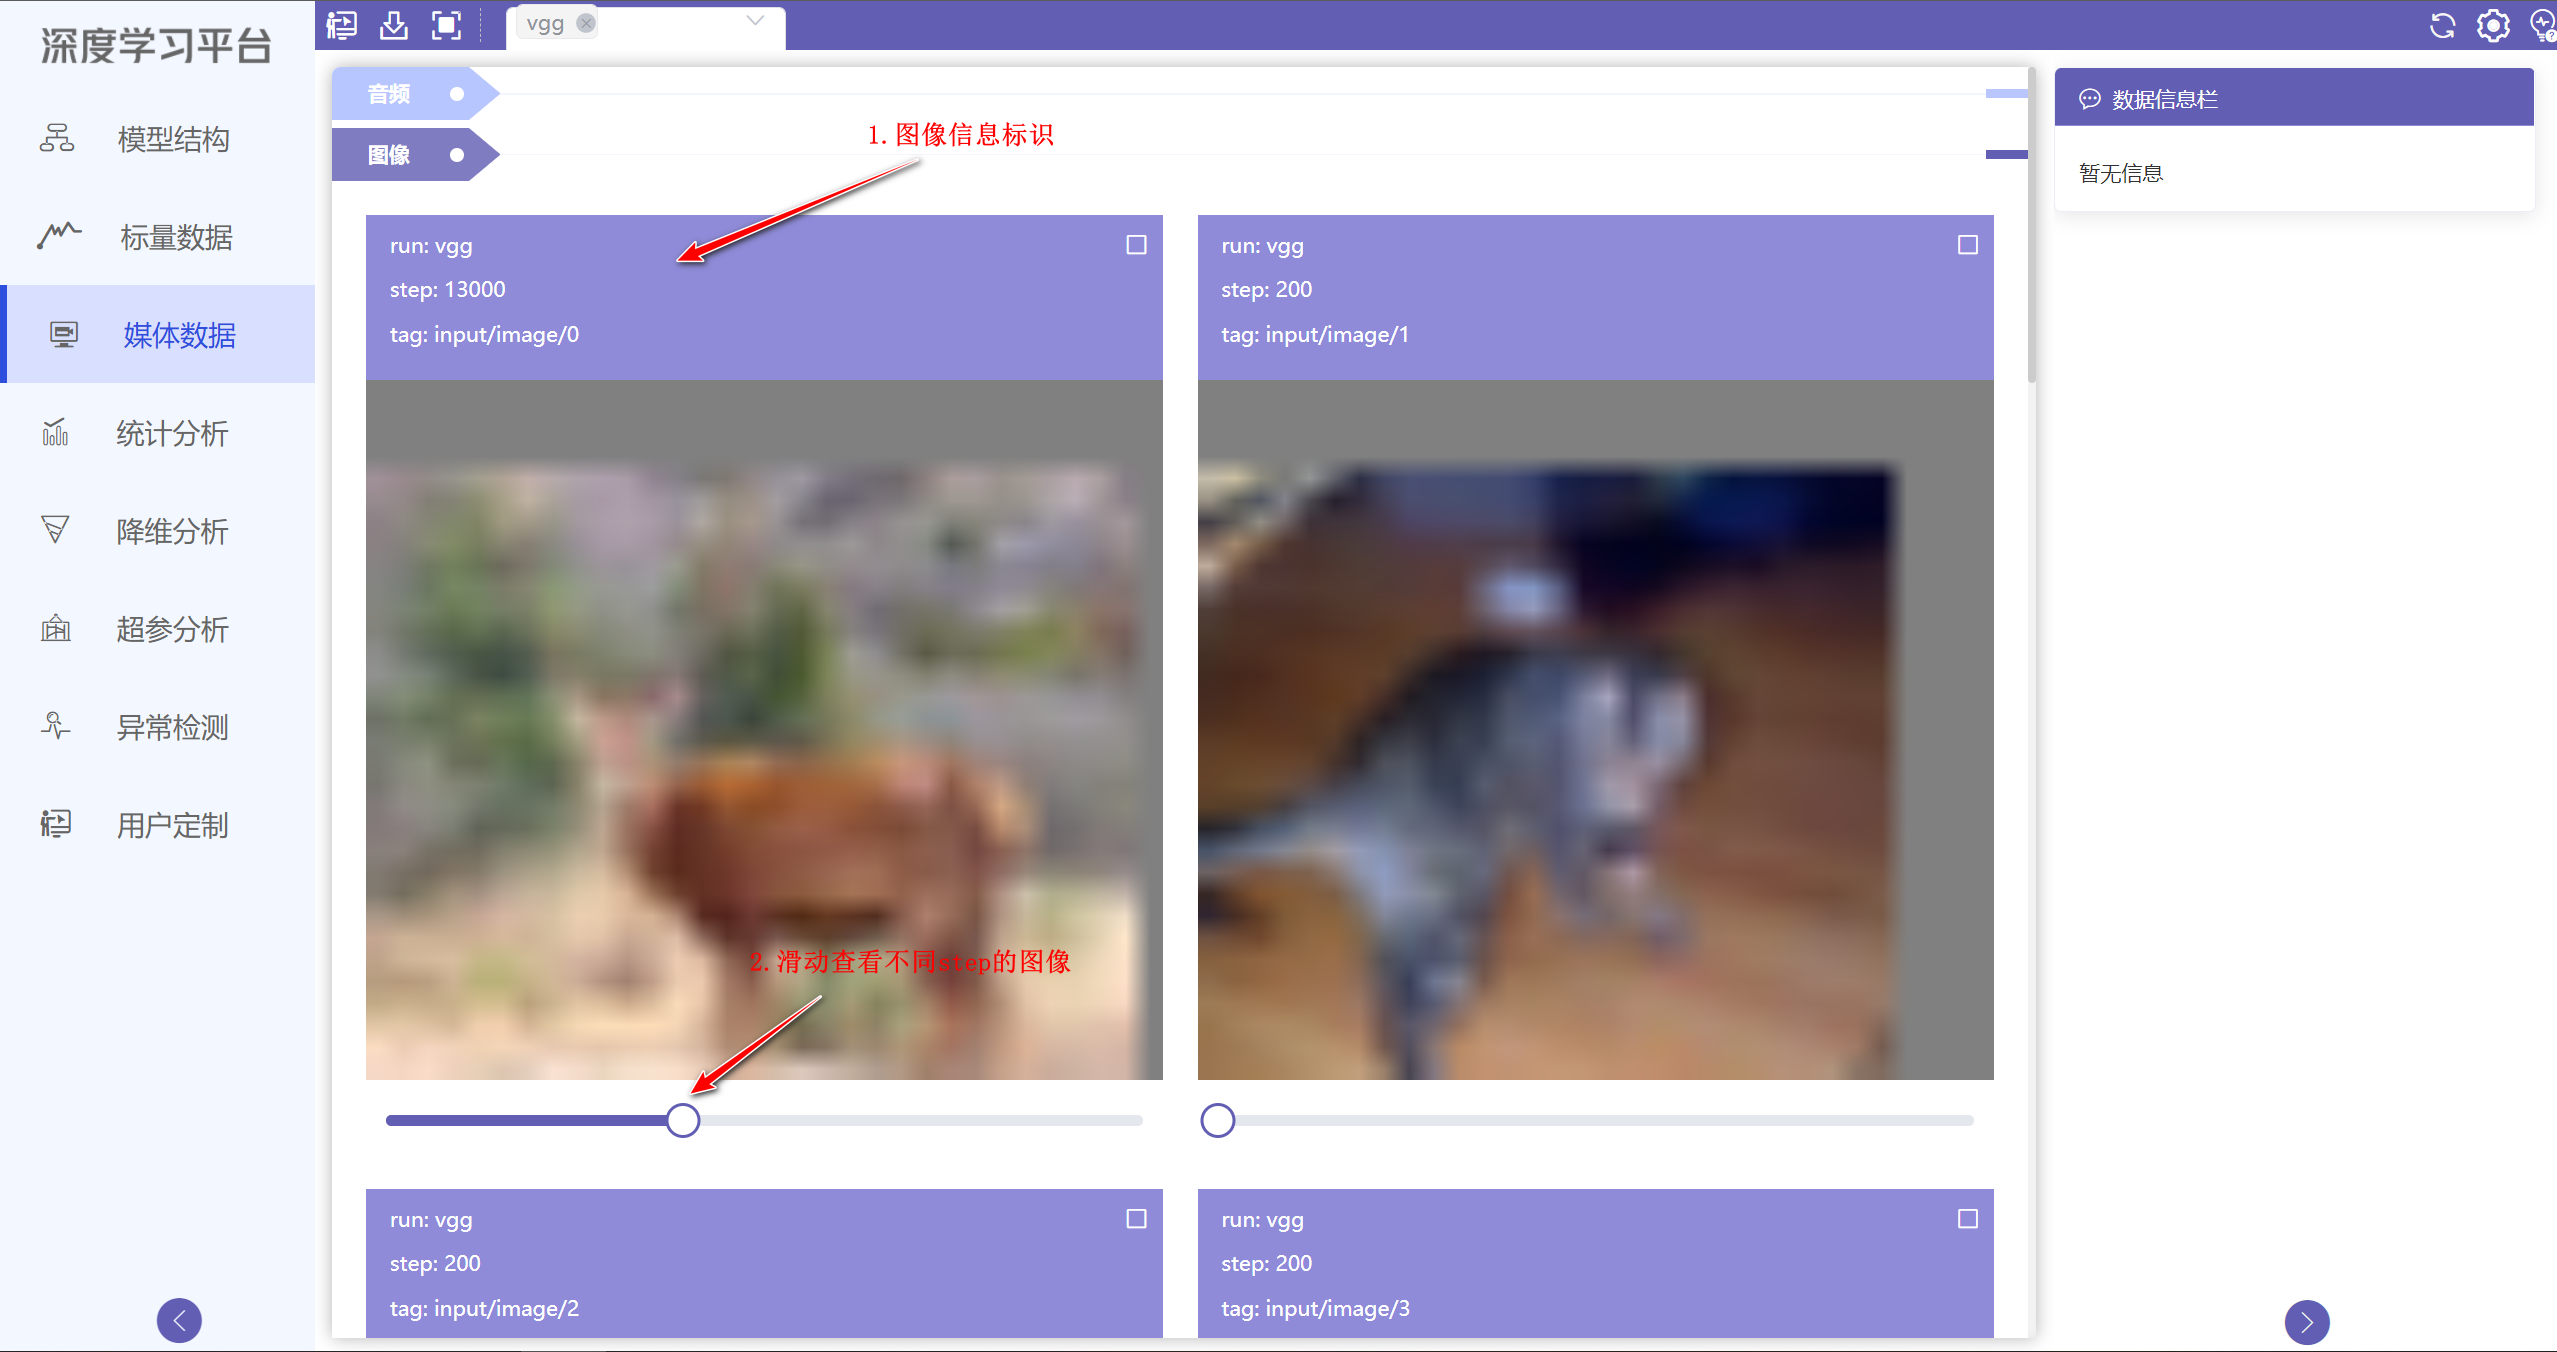 深度学习平台
模型结构
标量数据
媒体数据
统计分析
降维分析
超参分析
异常检测
用户定制
vgg
音频
图像
1.图像信息标识
run: vgg
step: 13000
tag: input/image/0
run: vgg
step: 200
tag: input/image/1
2.滑动查看不同step的图像
run: vgg
step: 200
tag: input/image/2
run: vgg
step: 200
tag: input/image/3
数据信息栏
暂无信息